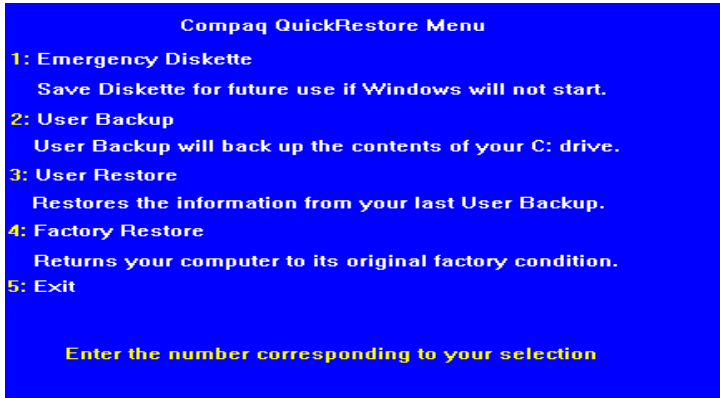 Compaq QuickRestore Menu
1: Emergency Diskette
Save Diskette for future use if Windows will not start.
2: User Backup
User Backup will back up the contents of your C: drive.
3: User Restore
Restores the information from your last User Backup.
4: Factory Restore
Returns your computer to its original factory condition.
5: Exit
Enter the number corresponding to your selection